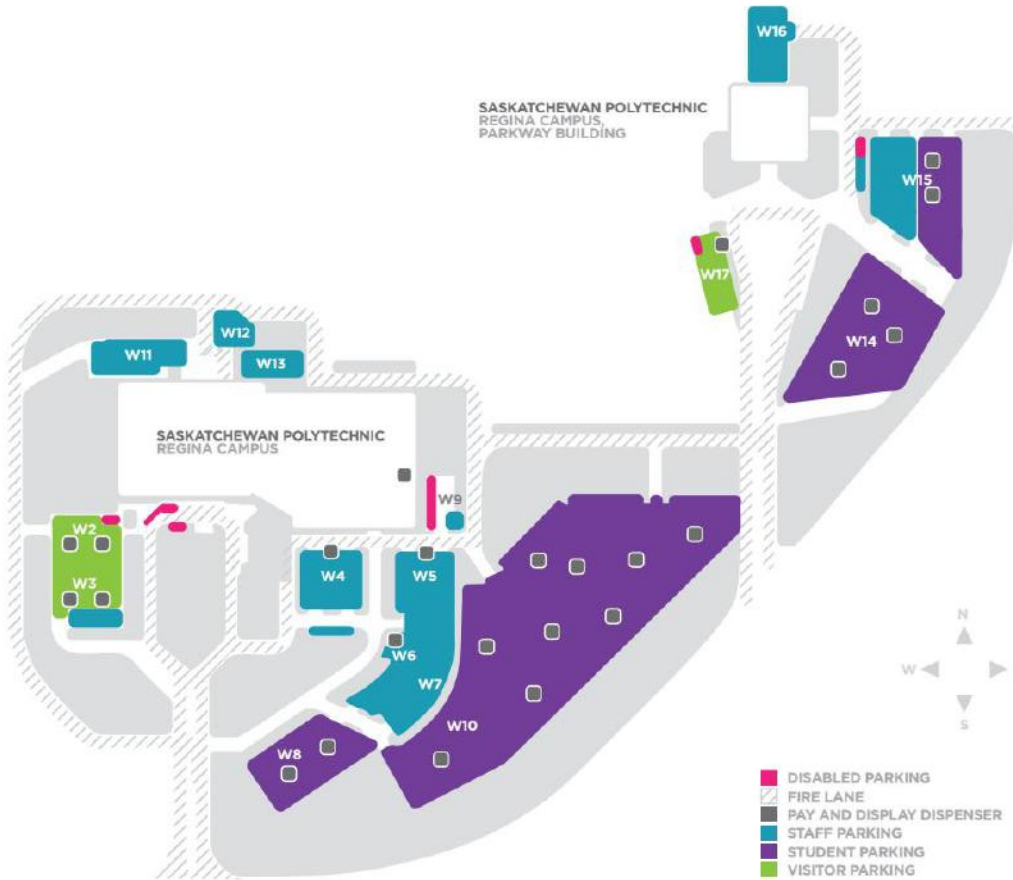 W16
SASKATCHEWAN POLYTECHNIC
REGINA CAMPUS,
PARKWAY BUILDING
W15
W17
W14
W12
W11
W13
SASKATCHEWAN POLYTECHNIC
REGINA CAMPUS
W9
W2
W3
W4
W5
W6
W7
W10
W8
N
W
S
DISABLED PARKING
FIRE LANE
PAY AND DISPLAY DISPENSER
STAFF PARKING
STUDENT PARKING
VISITOR PARKING